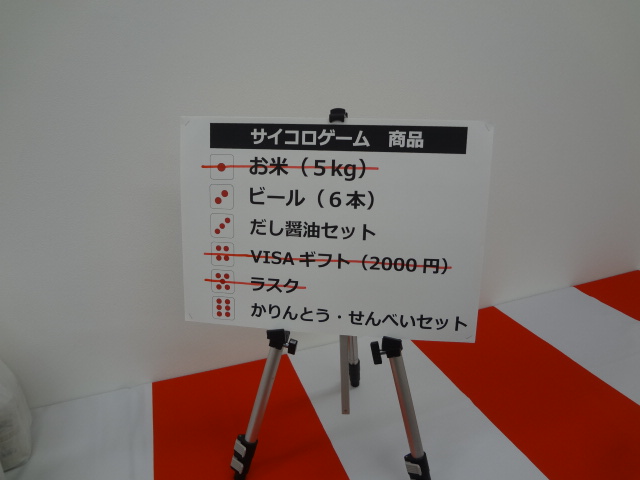 サイコロゲーム 商品
お米（５kg）
ビール（６本）
だし醤油セット
VISAギフト（2000円）
ラスク
かりんとう・せんべいセット